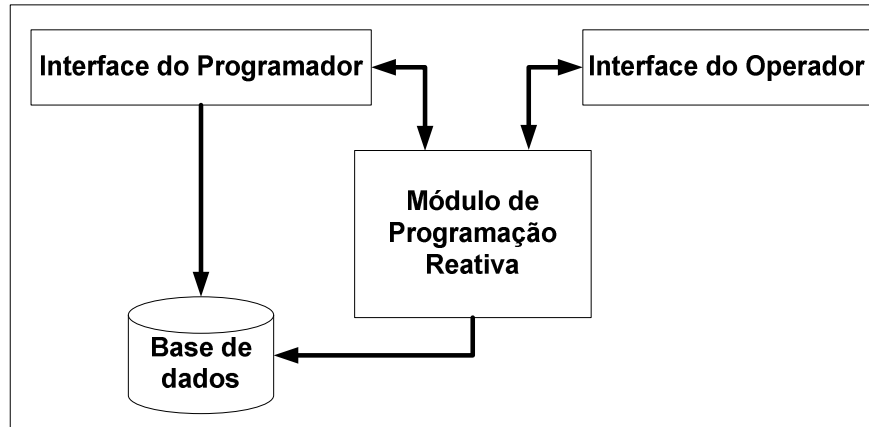 Interface do Programador
Interface do Operador
Módulo de
Programação
Reativa
Base de
dados